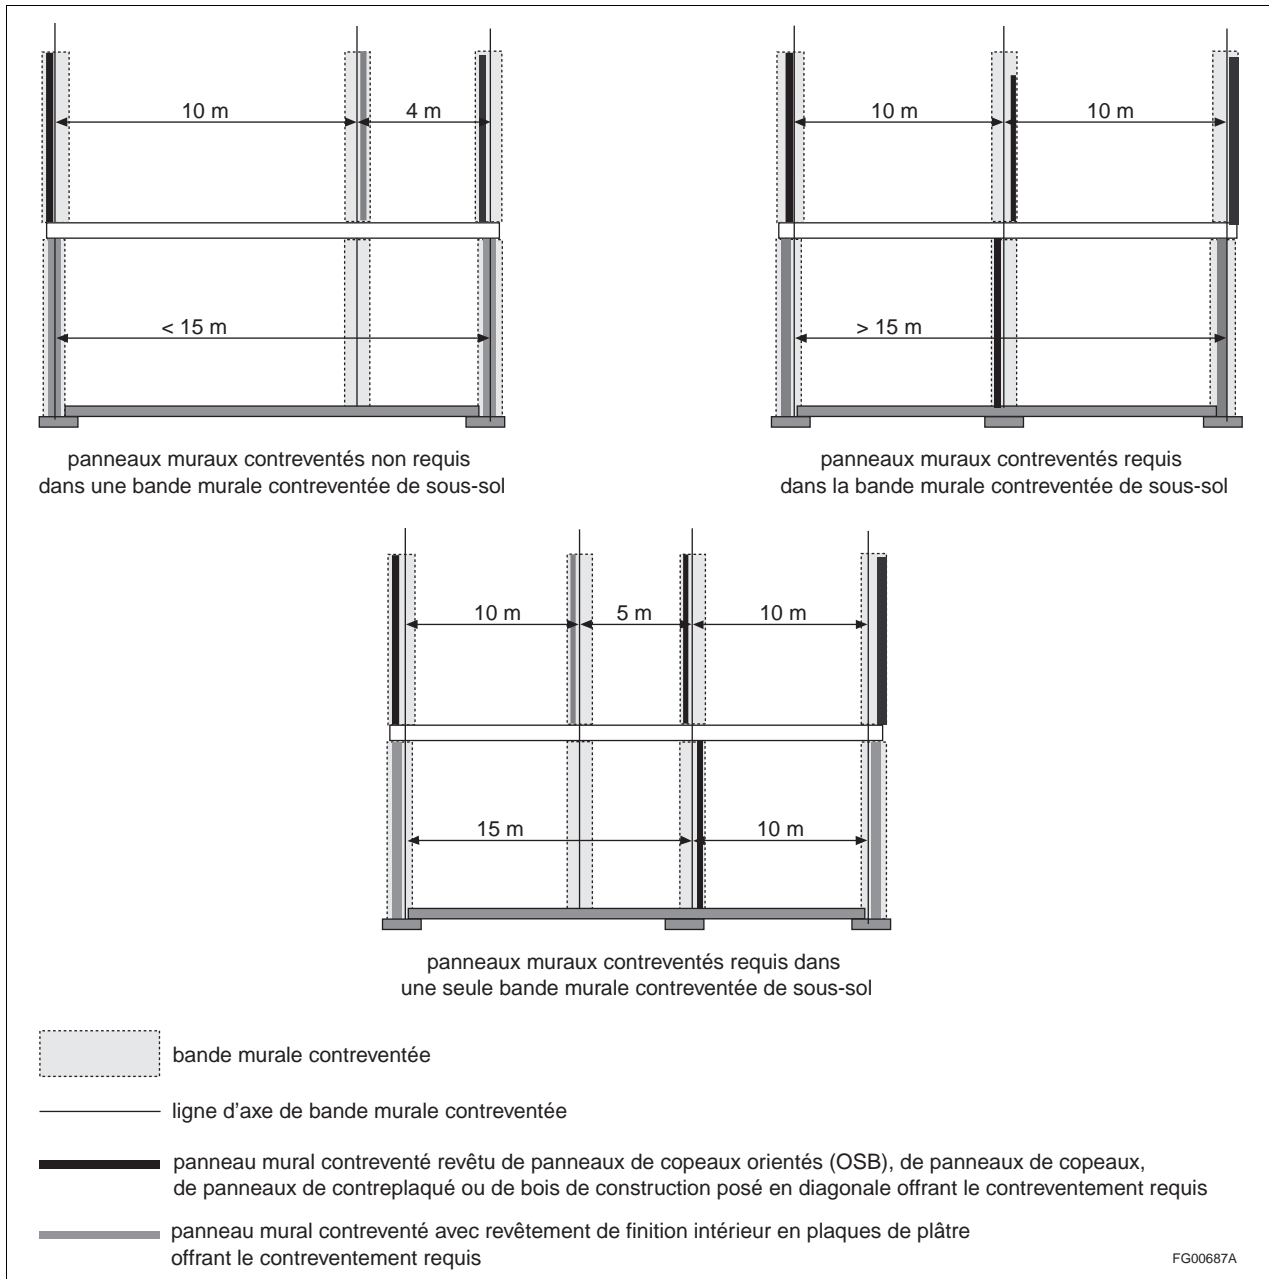 10 m
4 m
10 m
10 m
< 15 m
> 15 m
panneaux muraux contreventés non requis
dans une bande murale contreventée de sous-sol
panneaux muraux contreventés requis
dans la bande murale contreventée de sous-sol
10 m
5 m
10 m
15 m
10 m
panneaux muraux contreventés requis dans
une seule bande murale contreventée de sous-sol
bande murale contreventée
ligne d'axe de bande murale contreventée
panneau mural contreventé revêtu de panneaux de copeaux orientés (OSB), de panneaux de copeaux,
de panneaux de contreplaqué ou de bois de construction posé en diagonale offrant le contreventement requis
panneau mural contreventé avec revêtement de finition intérieur en plaques de plâtre
offrant le contreventement requis
FG00687A